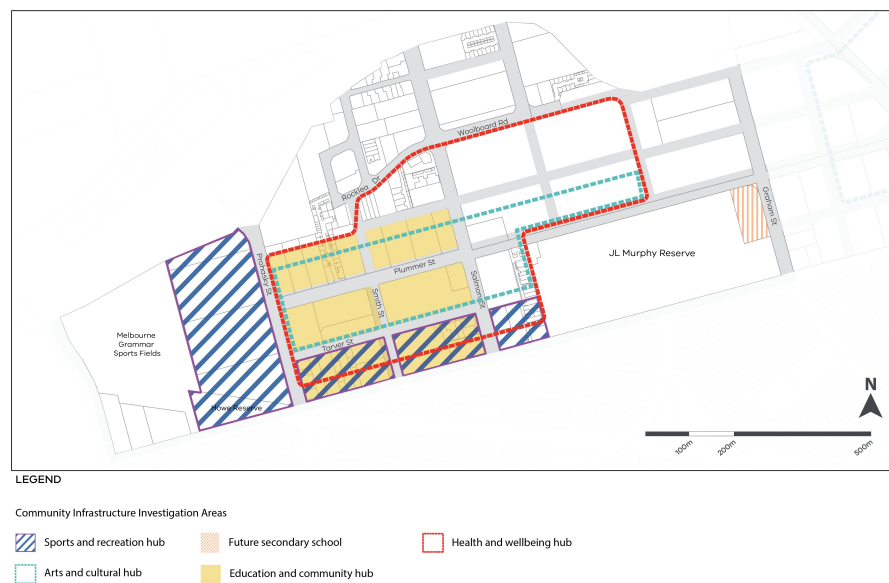 Woolboard Rd
Rocklea Dr
Graham St
JL Murphy Reserve
Prohasky St
Plummer St
Salmon St
Smith St
Tarver St
Melbourne
Grammar
Sports Fields
Howe Reserve
N
100m
200m
500m
LEGEND
Community Infrastructure Investigation Areas
Sports and recreation hub
Future secondary school
Health and wellbeing hub
Arts and cultural hub
Education and community hub